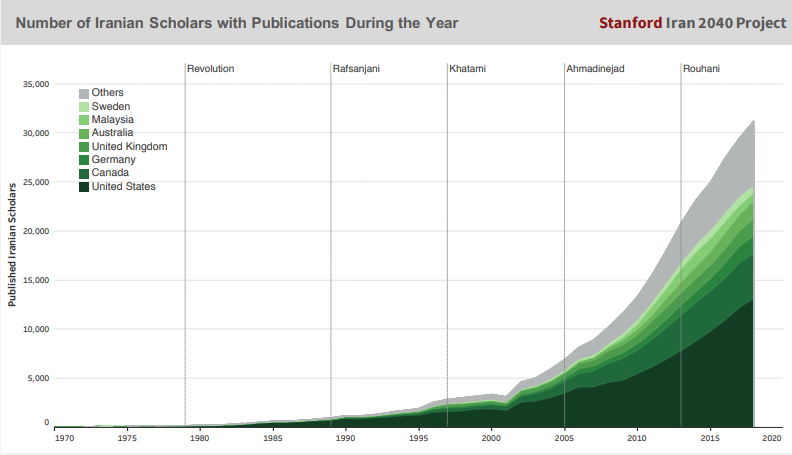 Number of Iranian Scholars with Publications During the Year
Stanford Iran 2040 Project
Revolution
Rafsanjani
Khatami
Ahmadinejad
Rouhani
35,000
30,000
25,000
20,000
15,000
10,000
5,000
0
Published Iranian Scholars
Others
Sweden
Malaysia
Australia
United Kingdom
Germany
Canada
United States
1970
1975
1980
1985
1990
1995
2000
2005
2010
2015
2020